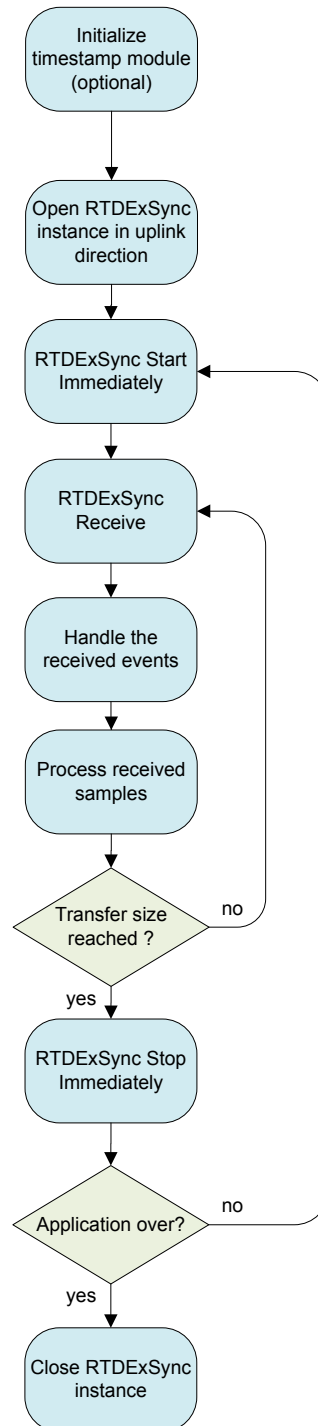 Initialize
timestamp module
(optional)
Open RTDExSync
instance in uplink
direction
RTDExSync Start
Immediately
RTDExSync
Receive
Handle the
received events
Process received
samples
Transfer size
reached ?
no
yes
RTDExSync Stop
Immediately
Application over?
no
yes
Close RTDExSync
instance